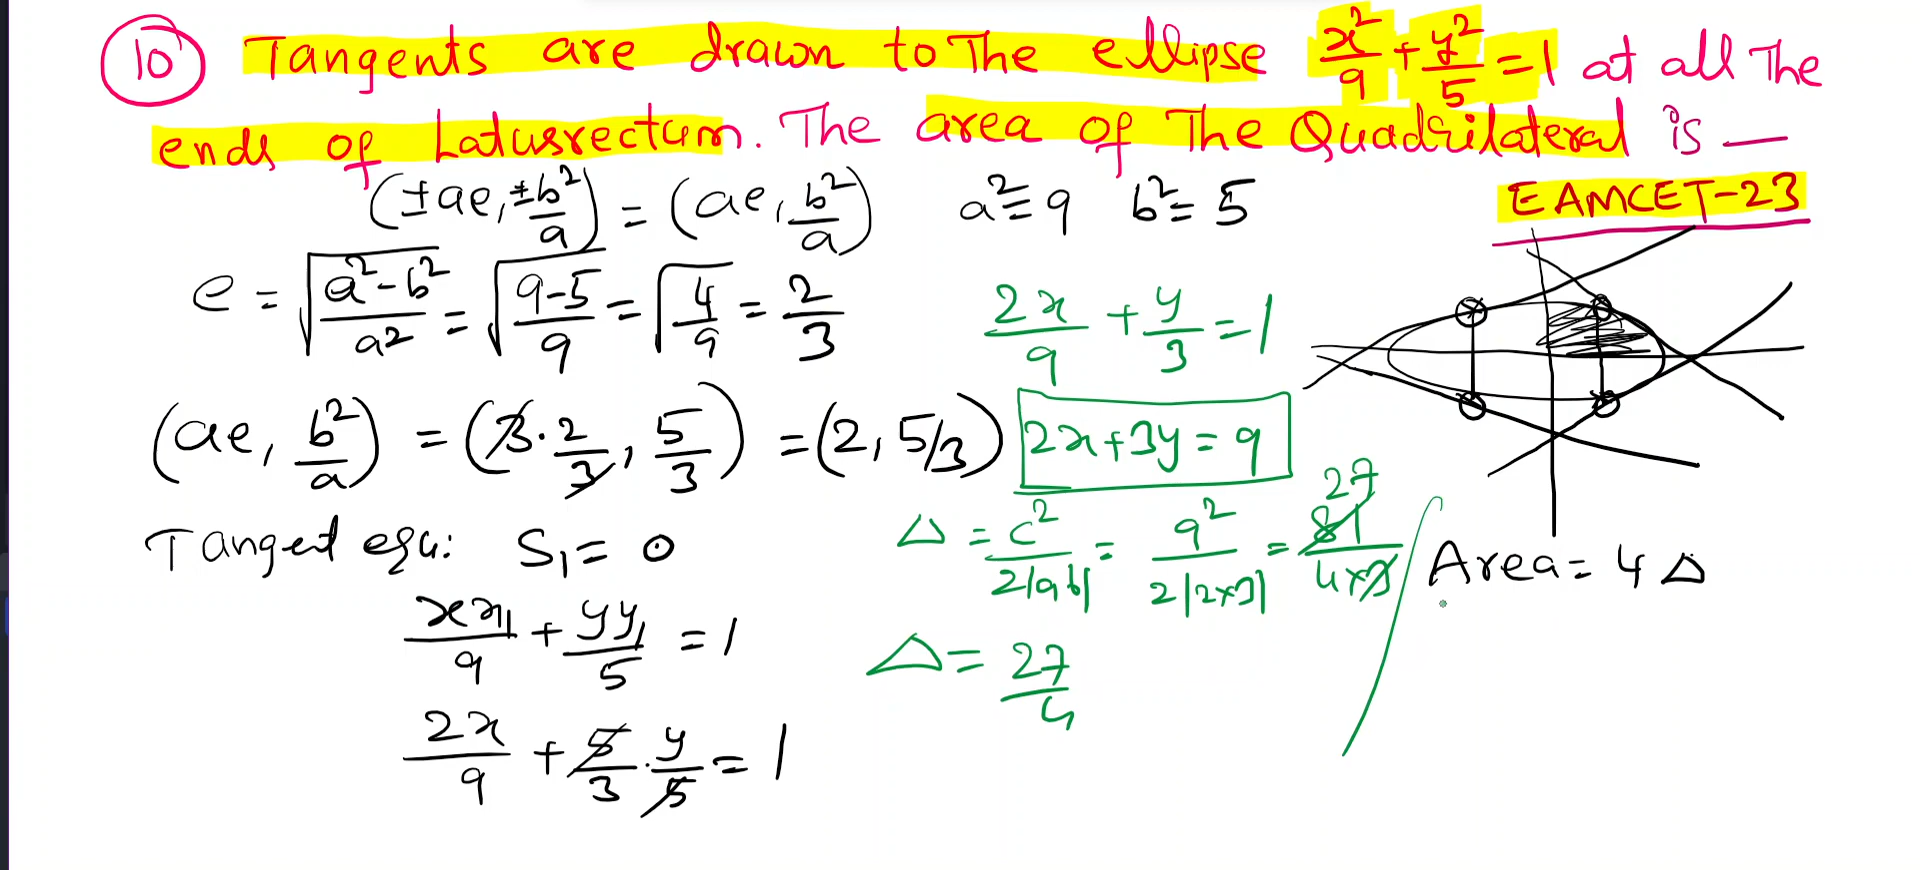 10 Tangents are drawn to The ellipse x²/9 + y²/5 = 1 at all The
ends of Latusrectum. The area of The Quadrilateral is —
EAMCET-23
(±ae, ±b²/a) = (ae, b²/a) a² = 9 b² = 5
e = √(a²-b²/a²) = √(9-5/9) = √(4/9) = 2/3
(ae, b²/a) = (3·2/3, 5/3) = (2, 5/3)
Tangent equ: S₁ = 0
xx₁/9 + yy₁/5 = 1
2x/9 + 5/3 · y/5 = 1
2x/9 + y/3 = 1
2x+3y = 9
Δ = c²/2|ab| = 9²/2|2×3| = 81/4×3 27
Δ = 27/4
Area = 4Δ